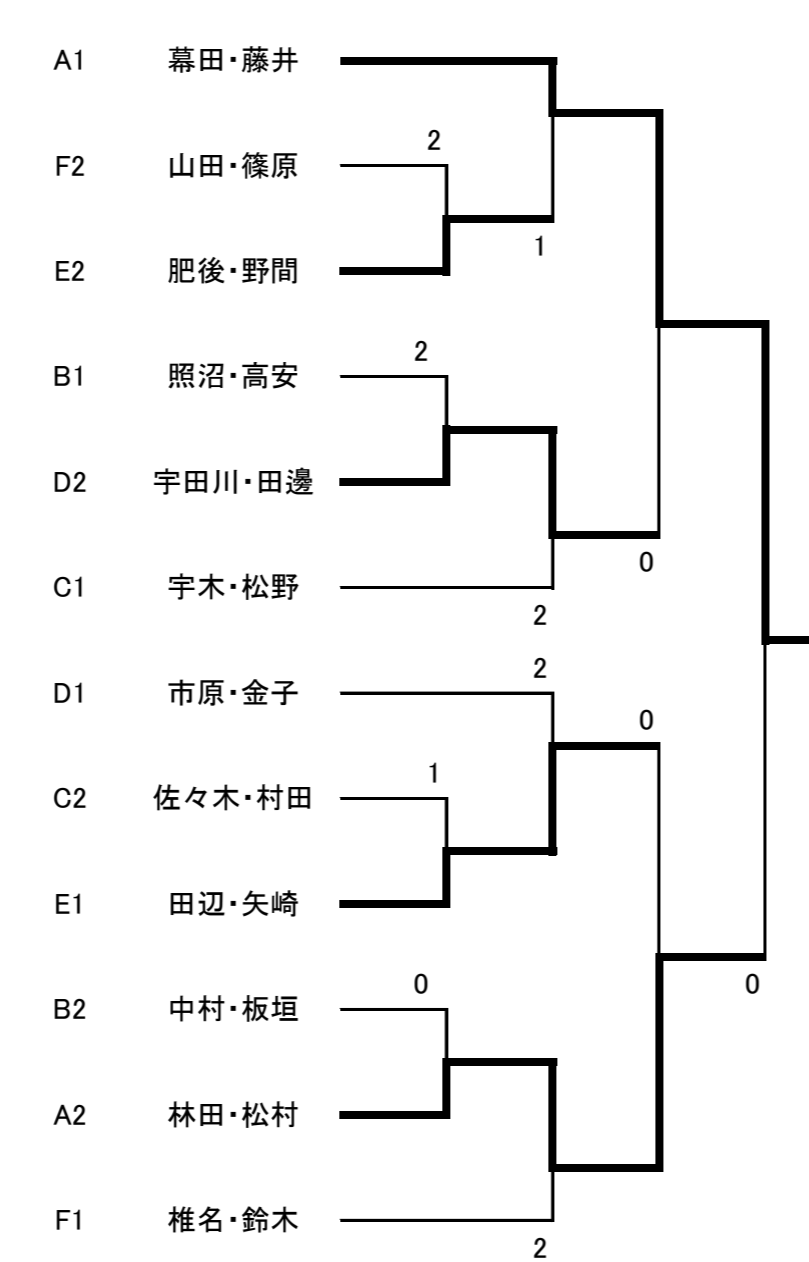 A1 幕田・藤井
2
F2 山田・篠原
1
E2 肥後・野間
2
B1 照沼・高安
D2 宇田川・田邊
0
C1 宇木・松野
2
2
D1 市原・金子
0
1
C2 佐々木・村田
E1 田辺・矢崎
0
0
B2 中村・板垣
A2 林田・松村
F1 椎名・鈴木
2